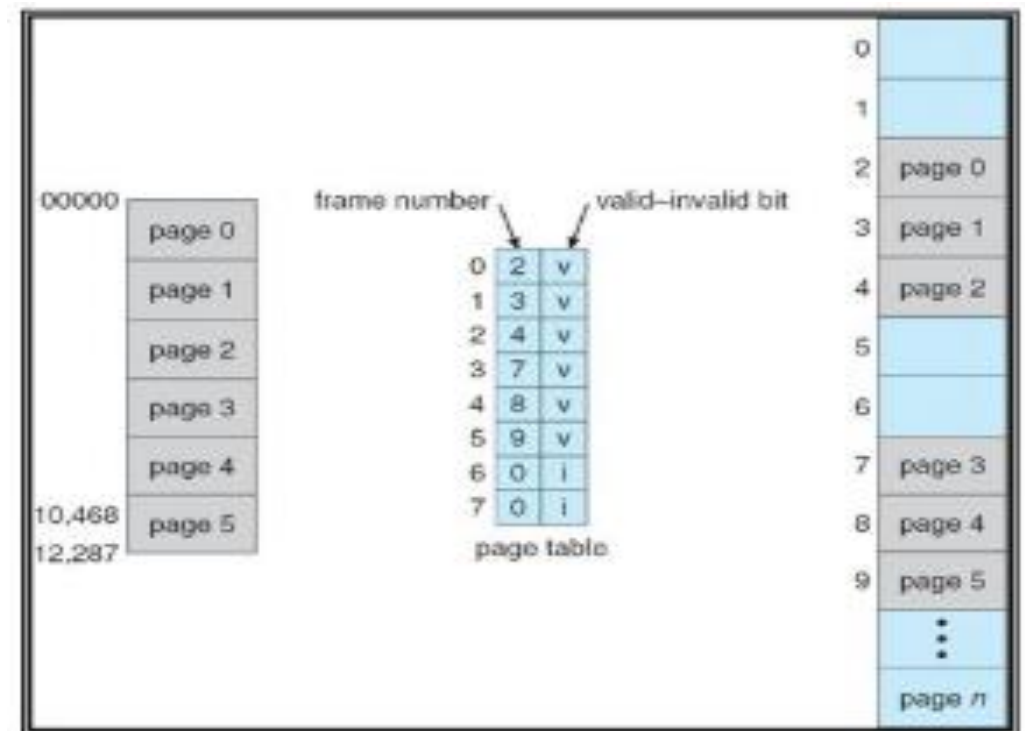 00000
page 0
page 1
page 2
page 3
page 4
10,468
page 5
12,287
frame number
valid–invalid bit
0 2 v
1 3 v
2 4 v
3 7 v
4 8 v
5 9 v
6 0 i
7 0 i
page table
0
1
2 page 0
3 page 1
4 page 2
5
6
7 page 3
8 page 4
9 page 5
page n